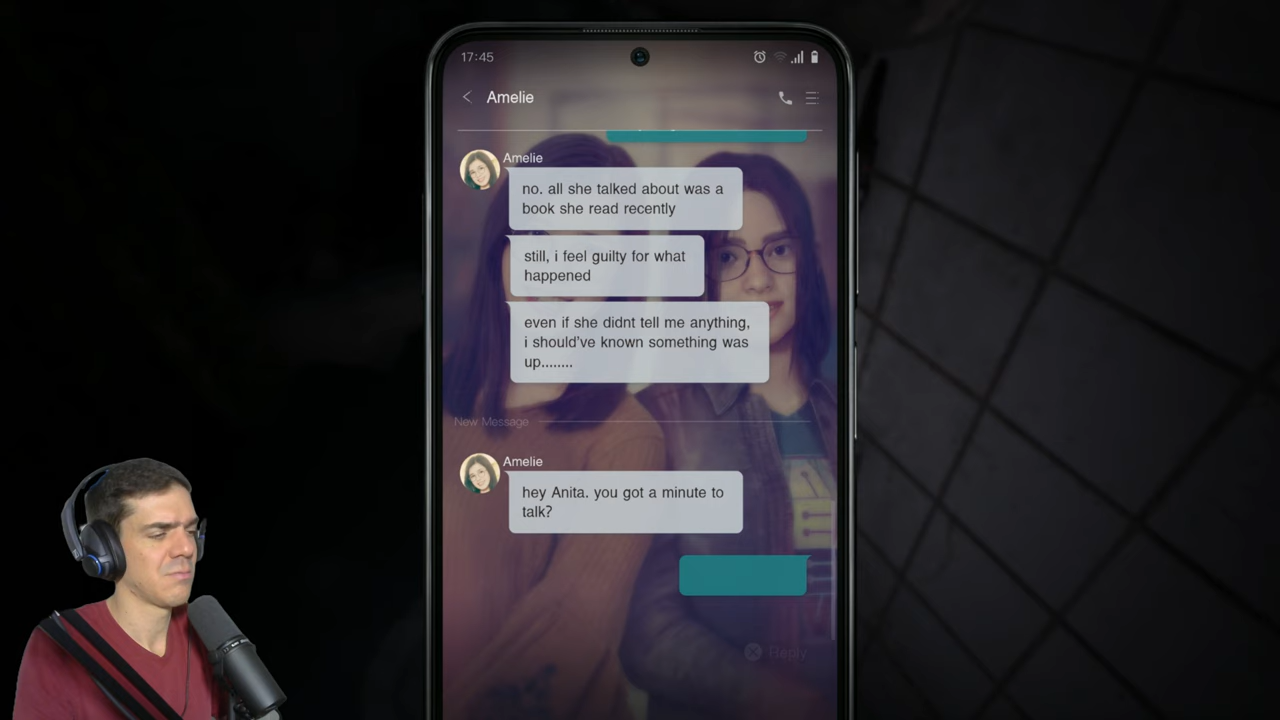 17:45
Amelie
Amelie
no. all she talked about was a
book she read recently
still, i feel guilty for what
happened
even if she didnt tell me anything,
i should've known something was
up........
New Message
Amelie
hey Anita. you got a minute to
talk?
Reply